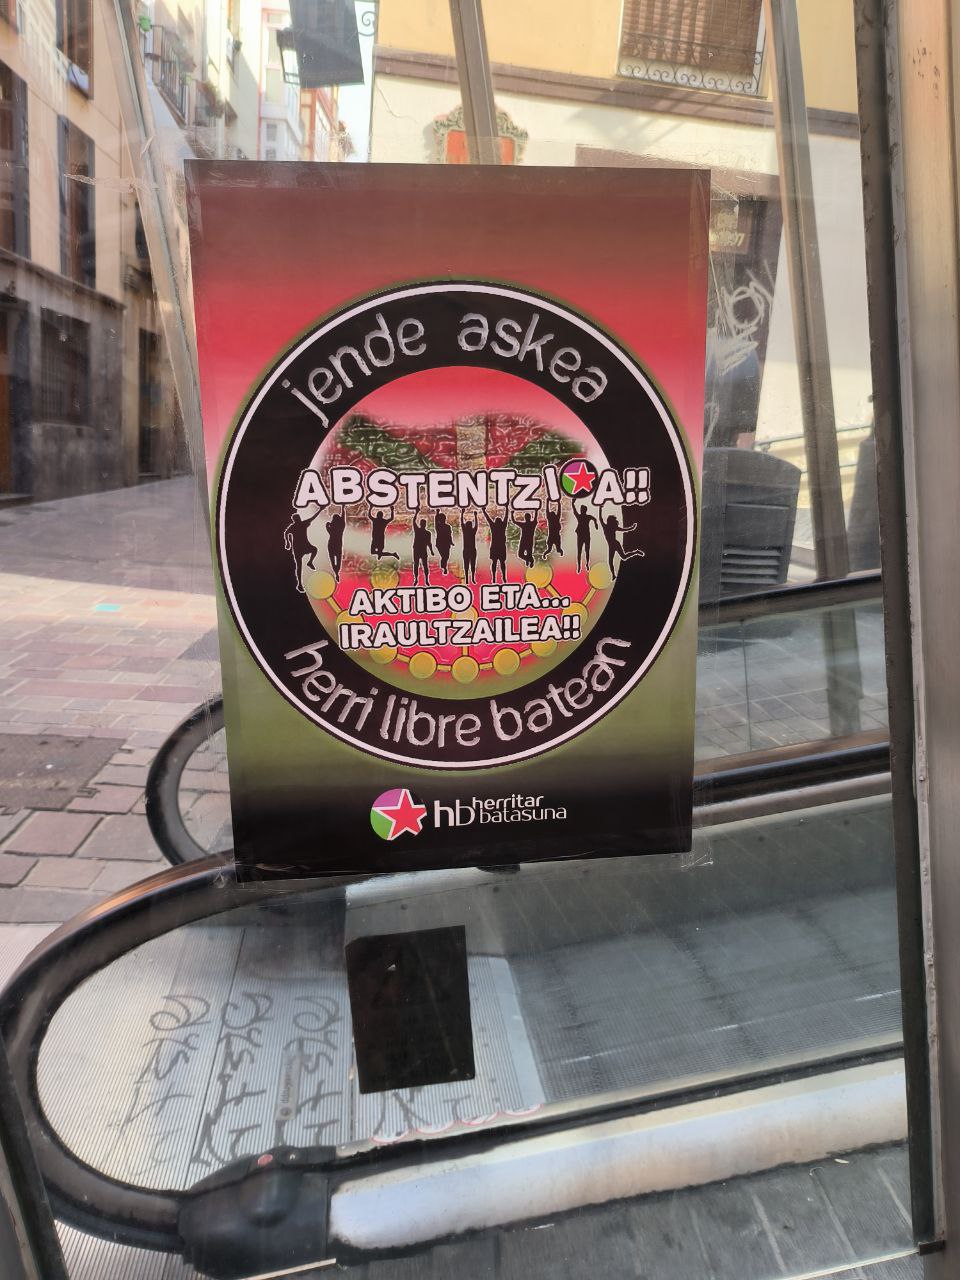 jende askea
ABSTENTZIOA!!
AKTIBO ETA...
IRAULTZAILEA!!
herri libre batean
hb herritar
batasuna